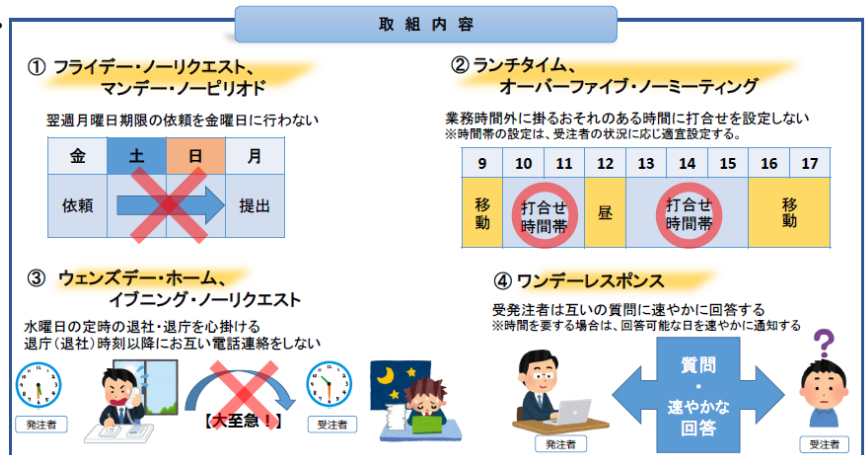 取組内容
① フライデー・ノーリクエスト、
マンデー・ノーピリオド
翌週月曜日期限の依頼を金曜日に行わない
金 土 日 月
依頼 提出
② ランチタイム、
オーバーファイブ・ノーミーティング
業務時間外に掛るおそれのある時間に打合せを設定しない
※時間帯の設定は、受注者の状況に応じ適宜設定する。
9 10 11 12 13 14 15 16 17
移動 打合せ時間帯 昼 打合せ時間帯 移動
③ ウェンズデー・ホーム、
イブニング・ノーリクエスト
水曜日の定時の退社・退庁を心掛ける
退庁(退社)時刻以降にお互い電話連絡をしない
発注者
【大至急!】
受注者
④ ワンデーレスポンス
受発注者は互いの質問に速やかに回答する
※時間を要する場合は、回答可能な日を速やかに通知する
質問
・
速やかな
回答
?
発注者
受注者